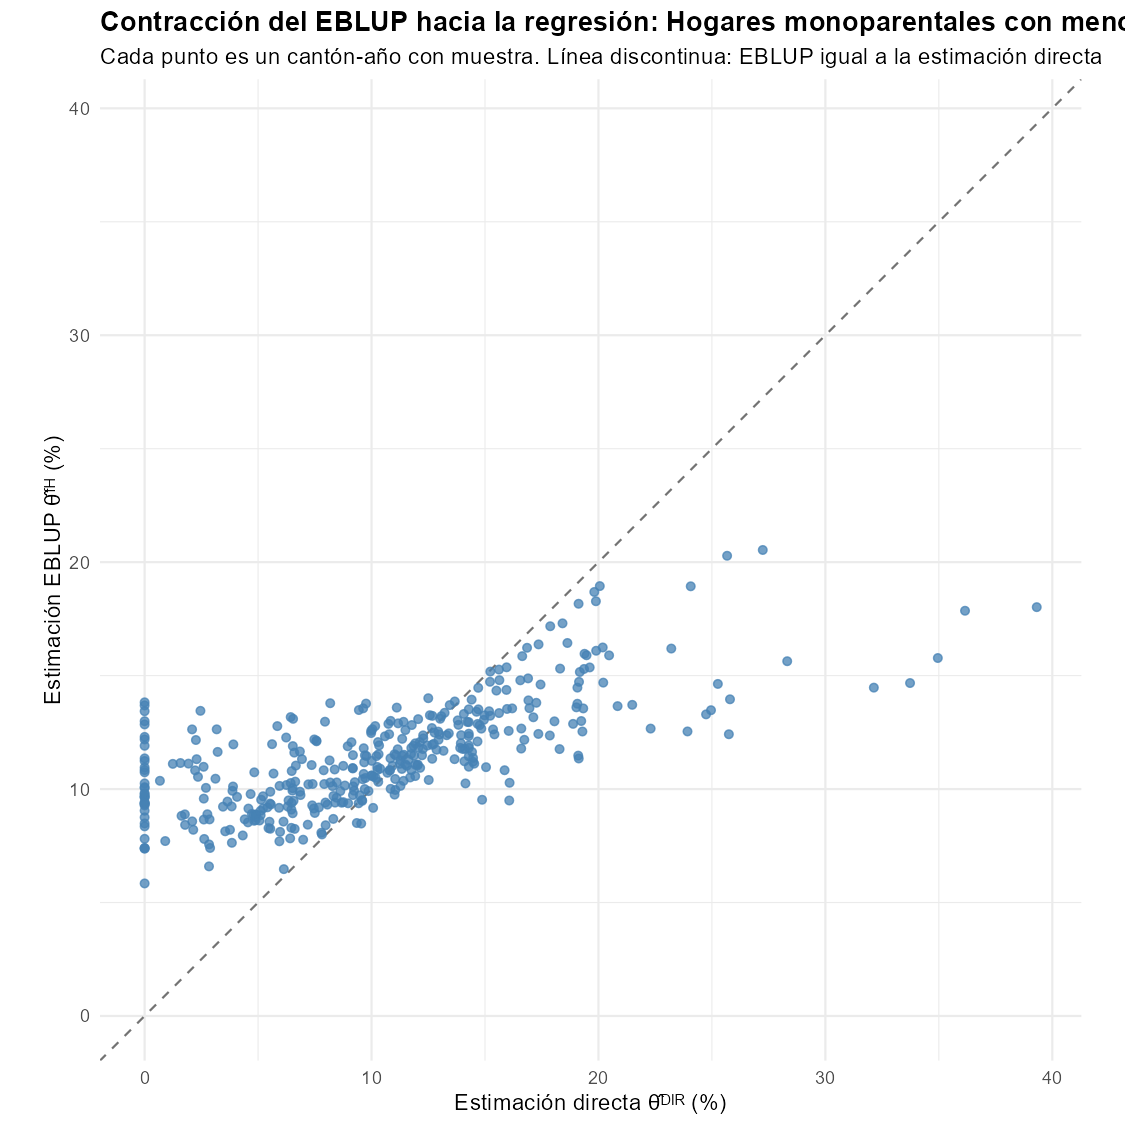 Contracción del EBLUP hacia la regresión: Hogares monoparentales con meno
Cada punto es un cantón-año con muestra. Línea discontinua: EBLUP igual a la estimación directa
40
30
20
10
0
Estimación EBLUP θ̂ᶠᴴ (%)
0 10 20 30 40
Estimación directa θ̂ᴰᴵᴿ (%)